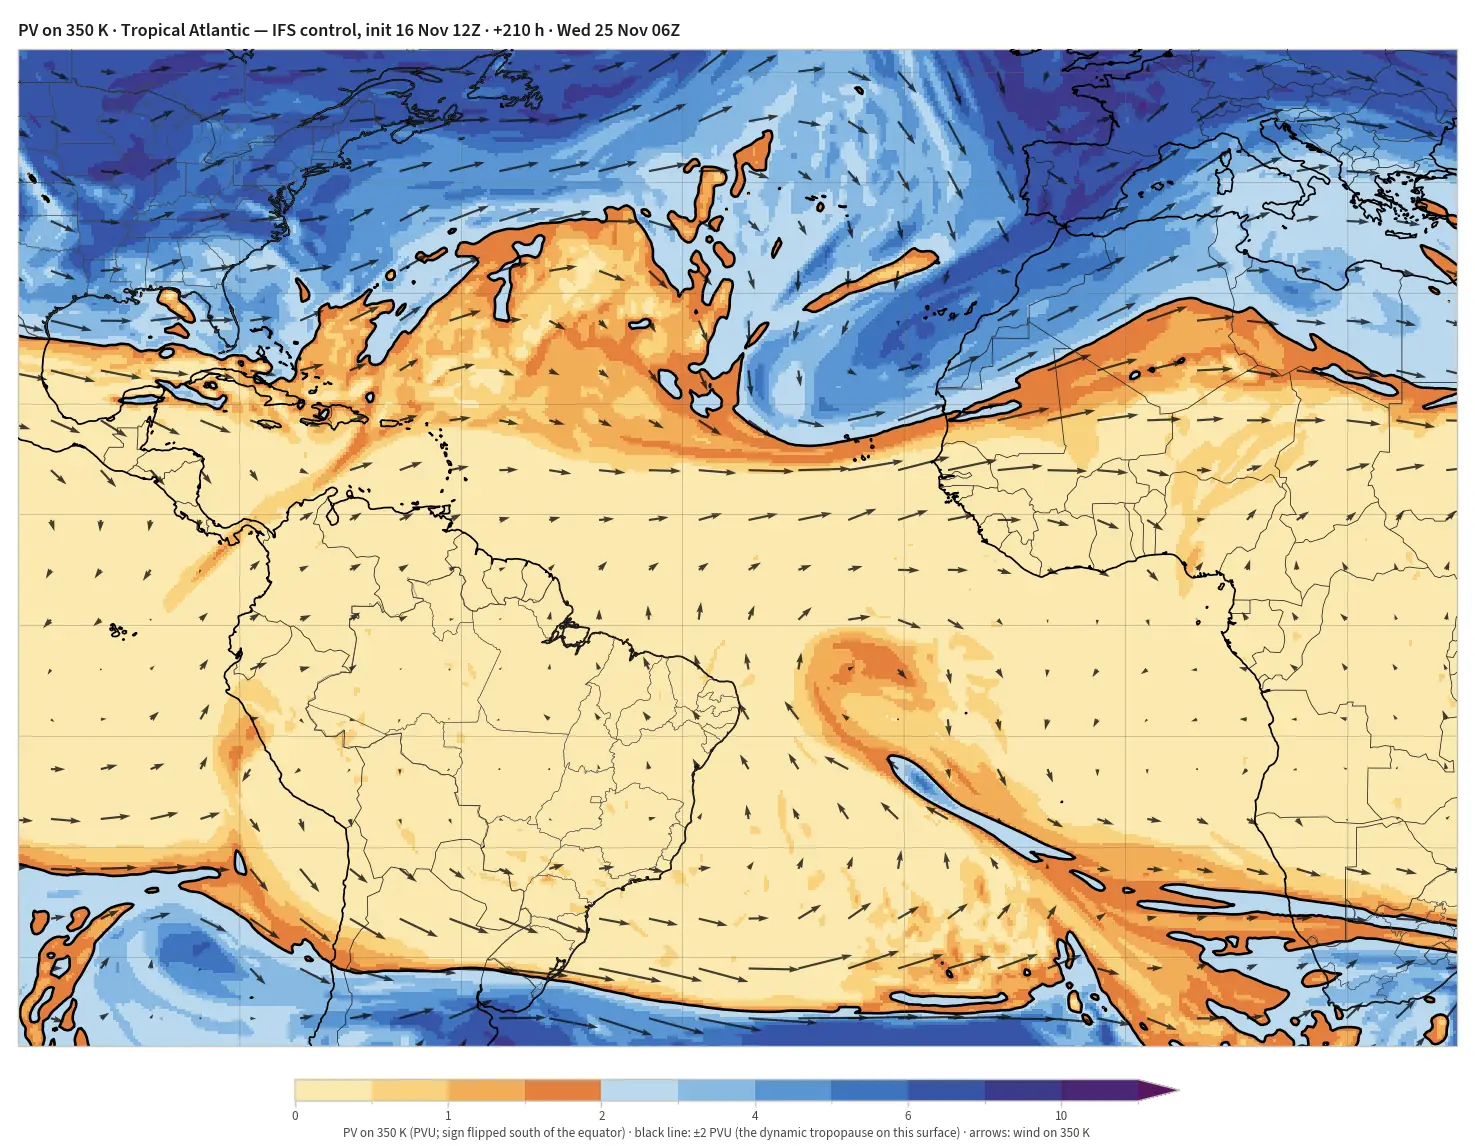 PV on 350 K · Tropical Atlantic — IFS control, init 16 Nov 12Z · +210 h · Wed 25 Nov 06Z
0 1 2 4 6 10
PV on 350 K (PVU; sign flipped south of the equator) · black line: ±2 PVU (the dynamic tropopause on this surface) · arrows: wind on 350 K